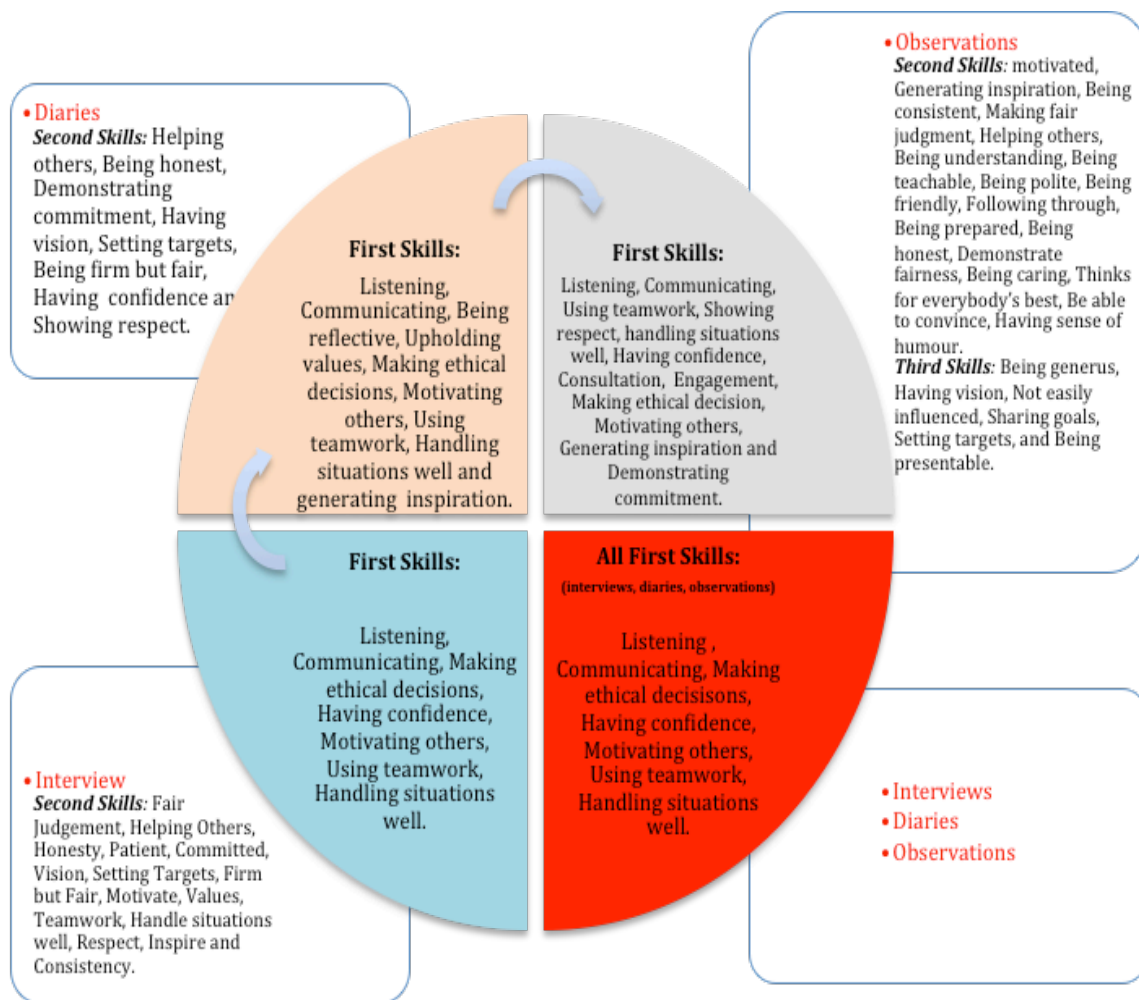 • Diaries
Second Skills: Helping
others, Being honest,
Demonstrating
commitment, Having
vision, Setting targets,
Being firm but fair,
Having confidence an
Showing respect.
First Skills:
Listening,
Communicating, Being
reflective, Upholding
values, Making ethical
decisions, Motivating
others, Using
teamwork, Handling
situations well and
generating inspiration.
First Skills:
Listening, Communicating,
Using teamwork, Showing
respect, handling situations
well, Having confidence,
Consultation, Engagement,
Making ethical decision,
Motivating others,
Generating inspiration and
Demonstrating
commitment.
• Observations
Second Skills: motivated,
Generating inspiration, Being
consistent, Making fair
judgment, Helping others,
Being understanding, Being
teachable, Being polite, Being
friendly, Following through,
Being prepared, Being
honest, Demonstrate
fairness, Being caring, Thinks
for everybody's best, Be able
to convince, Having sense of
humour.
Third Skills: Being generus,
Having vision, Not easily
influenced, Sharing goals,
Setting targets, and Being
presentable.
• Interview
Second Skills: Fair
Judgement, Helping Others,
Honesty, Patient, Committed,
Vision, Setting Targets, Firm
but Fair, Motivate, Values,
Teamwork, Handle situations
well, Respect, Inspire and
Consistency.
First Skills:
Listening,
Communicating, Making
ethical decisions,
Having confidence,
Motivating others,
Using teamwork,
Handling situations
well.
All First Skills:
(interviews, diaries, observations)
Listening ,
Communicating, Making
ethical decisisons,
Having confidence,
Motivating others,
Using teamwork,
Handling situations
well.
• Interviews
• Diaries
• Observations